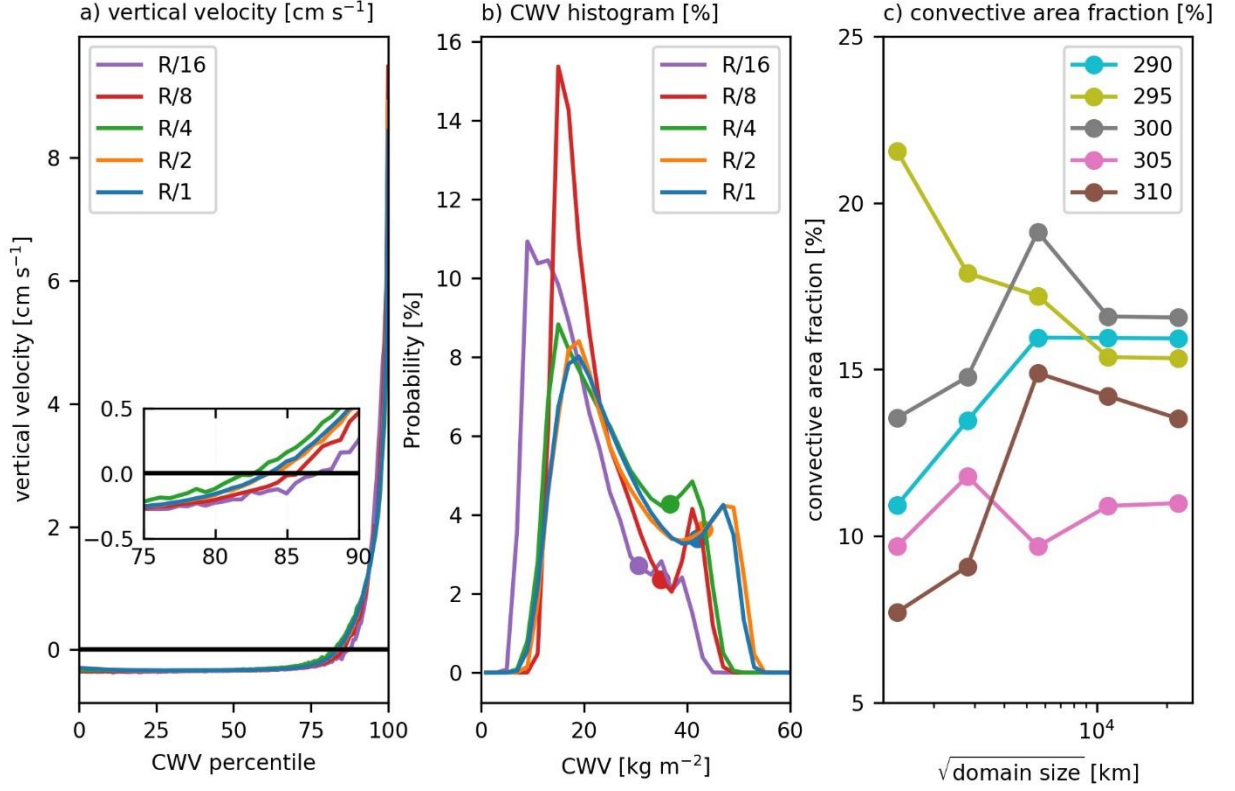 a) vertical velocity [cm s⁻¹]
b) CWV histogram [%]
c) convective area fraction [%]
R/16
R/8
R/4
R/2
R/1
8
6
4
2
0
vertical velocity [cm s⁻¹]
0.5
0.0
−0.5
75
80
85
90
0
25
50
75
100
CWV percentile
R/16
R/8
R/4
R/2
R/1
16
14
12
10
8
6
4
2
0
Probability [%]
0
20
40
60
CWV [kg m⁻²]
290
295
300
305
310
25
20
15
10
5
convective area fraction [%]
10⁴
√domain size [km]